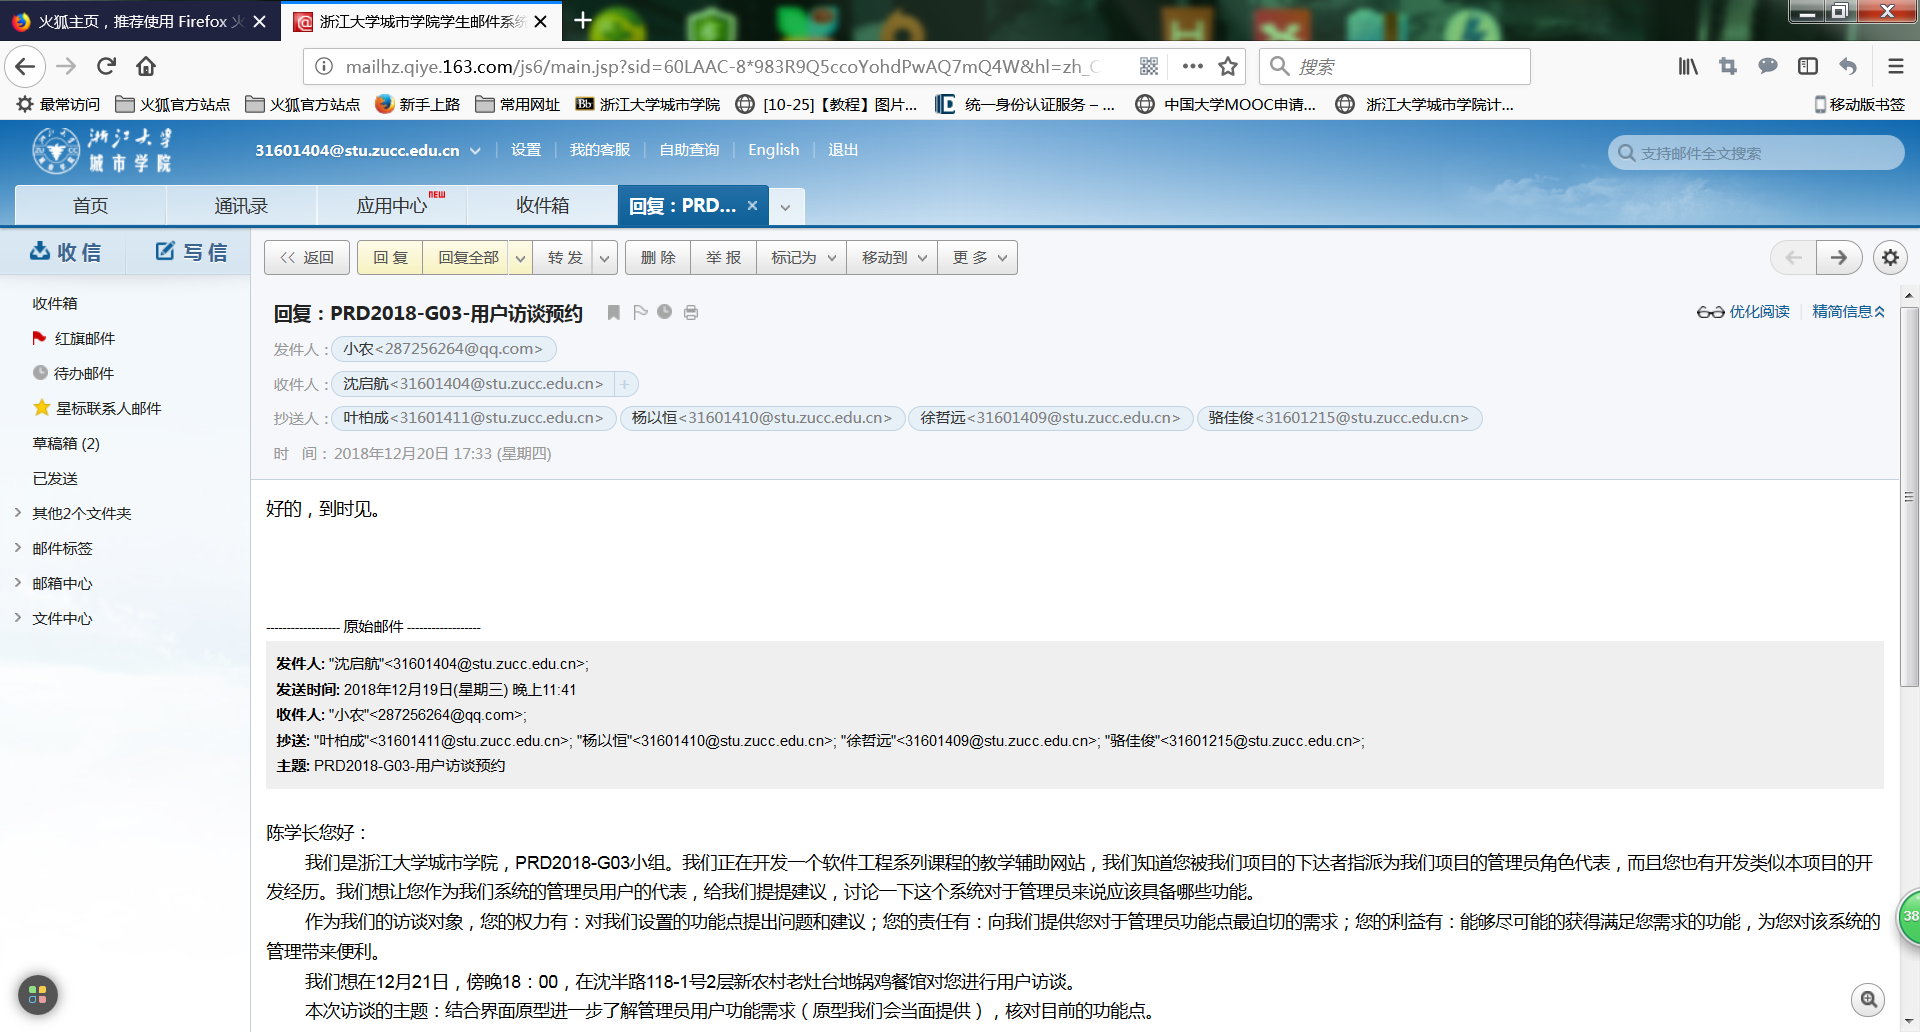 火狐主页，推荐使用 Firefox 火
浙江大学城市学院学生邮件系统
mailhz.qiye.163.com/js6/main.jsp?sid=60LAAC-8*983R9Q5ccoYohdPwAQ7mQ4W&hl=zh_C
搜索
最常访问 火狐官方站点 火狐官方站点 新手上路 常用网址 Bb 浙江大学城市学院 [10-25]【教程】图片... 统一身份认证服务 – ... 中国大学MOOC申请... 浙江大学城市学院计... 移动版书签
浙江大学
城市学院
31601404@stu.zucc.edu.cn 设置 我的客服 自助查询 English 退出
支持邮件全文搜索
首页 通讯录 应用中心 NEW 收件箱 回复：PRD...
收信 写信
返回 回复 回复全部 转发 删除 举报 标记为 移动到 更多
收件箱
红旗邮件
待办邮件
星标联系人邮件
草稿箱 (2)
已发送
其他2个文件夹
邮件标签
邮箱中心
文件中心
回复：PRD2018-G03-用户访谈预约
优化阅读 精简信息
发件人：小农<287256264@qq.com>
收件人：沈启航<31601404@stu.zucc.edu.cn> +
抄送人：叶柏成<31601411@stu.zucc.edu.cn> 杨以恒<31601410@stu.zucc.edu.cn> 徐哲远<31601409@stu.zucc.edu.cn> 骆佳俊<31601215@stu.zucc.edu.cn>
时 间：2018年12月20日 17:33 (星期四)
好的，到时见。
------------------ 原始邮件 ------------------
发件人: "沈启航"<31601404@stu.zucc.edu.cn>;
发送时间: 2018年12月19日(星期三) 晚上11:41
收件人: "小农"<287256264@qq.com>;
抄送: "叶柏成"<31601411@stu.zucc.edu.cn>; "杨以恒"<31601410@stu.zucc.edu.cn>; "徐哲远"<31601409@stu.zucc.edu.cn>; "骆佳俊"<31601215@stu.zucc.edu.cn>;
主题: PRD2018-G03-用户访谈预约
陈学长您好：
我们是浙江大学城市学院，PRD2018-G03小组。我们正在开发一个软件工程系列课程的教学辅助网站，我们知道您被我们项目的下达者指派为我们项目的管理员角色代表，而且您也有开发类似本项目的开
发经历。我们想让您作为我们系统的管理员用户的代表，给我们提提建议，讨论一下这个系统对于管理员来说应该具备哪些功能。
作为我们的访谈对象，您的权力有：对我们设置的功能点提出问题和建议；您的责任有：向我们提供您对于管理员功能点最迫切的需求；您的利益有：能够尽可能的获得满足您需求的功能，为您对该系统的
管理带来便利。
我们想在12月21日，傍晚18：00，在沈半路118-1号2层新农村老灶台地锅鸡餐馆对您进行用户访谈。
本次访谈的主题：结合界面原型进一步了解管理员用户功能需求（原型我们会当面提供），核对目前的功能点。
38